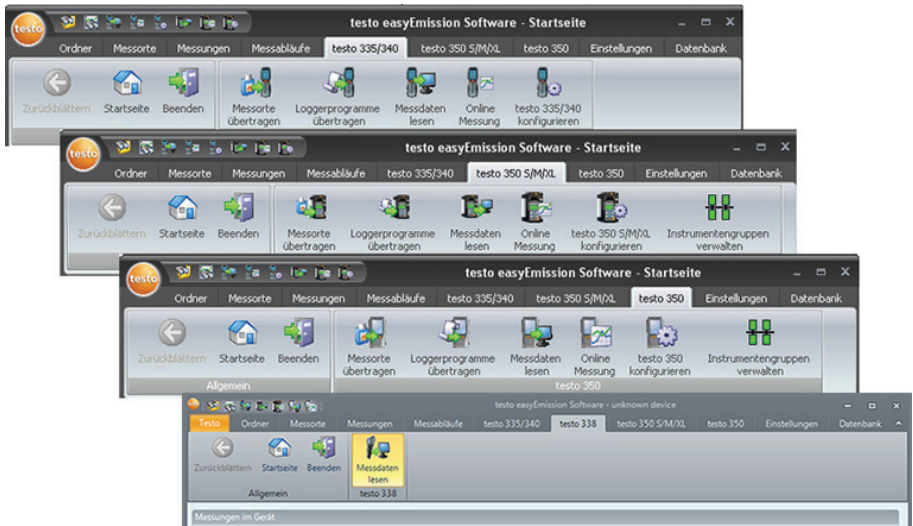 testo
testo easyEmission Software - Startseite
Ordner Messorte Messungen Messabläufe testo 335/340 testo 350 S/M/XL testo 350 Einstellungen Datenbank
Zurückblättern Startseite Beenden Messorte übertragen Loggerprogramme übertragen Messdaten lesen Online Messung testo 335/340 konfigurieren
testo
testo easyEmission Software - Startseite
Ordner Messorte Messungen Messabläufe testo 335/340 testo 350 S/M/XL testo 350 Einstellungen Datenbank
Zurückblättern Startseite Beenden Messorte übertragen Loggerprogramme übertragen Messdaten lesen Online Messung testo 350 S/M/XL konfigurieren Instrumentengruppen verwalten
testo
testo easyEmission Software - Startseite
Ordner Messorte Messungen Messabläufe testo 335/340 testo 350 S/M/XL testo 350 Einstellungen Datenbank
Zurückblättern Startseite Beenden Messorte übertragen Loggerprogramme übertragen Messdaten lesen Online Messung testo 350 konfigurieren Instrumentengruppen verwalten
Allgemein testo 350
testo easyEmission Software - unknown device
Testo Ordner Messorte Messungen Messabläufe testo 335/340 testo 338 testo 350 S/M/XL testo 350 Einstellungen Datenbank
Zurückblättern Startseite Beenden Messdaten lesen
Allgemein testo 338
Messungen im Gerät